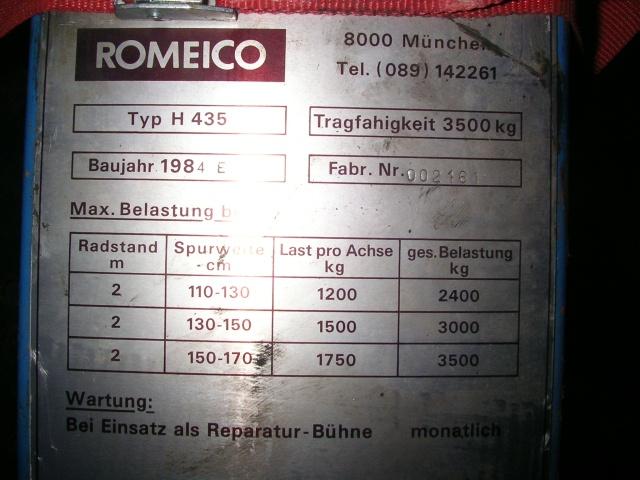 ROMEICO
8000 München
Tel. (089) 142261
Typ H 435
Tragfahigkeit 3500 kg
Baujahr 1984 E
Fabr. Nr. 002161
Max. Belastung b
Radstand m
Spurweite - cm
Last pro Achse kg
ges. Belastung kg
2 110-130 1200 2400
2 130-150 1500 3000
2 150-170 1750 3500
Wartung:
Bei Einsatz als Reparatur-Bühne monatlich